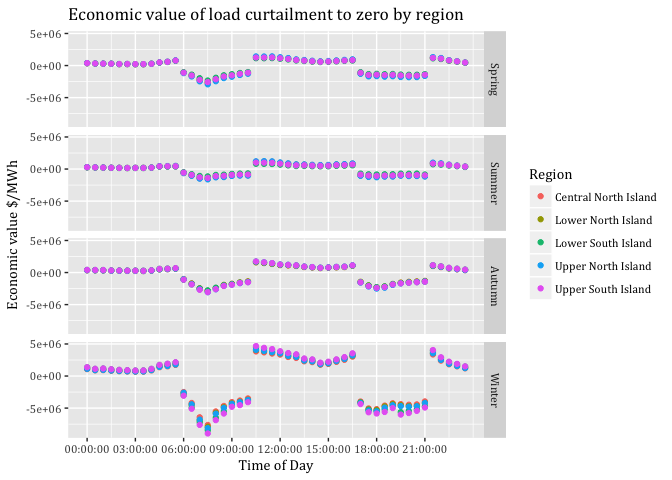 Economic value of load curtailment to zero by region
Economic value $/MWh
5e+06
0e+00
-5e+06
Spring
5e+06
0e+00
-5e+06
Summer
5e+06
0e+00
-5e+06
Autumn
5e+06
0e+00
-5e+06
Winter
00:00:00 03:00:00 06:00:00 09:00:00 12:00:00 15:00:00 18:00:00 21:00:00
Time of Day
Region
Central North Island
Lower North Island
Lower South Island
Upper North Island
Upper South Island